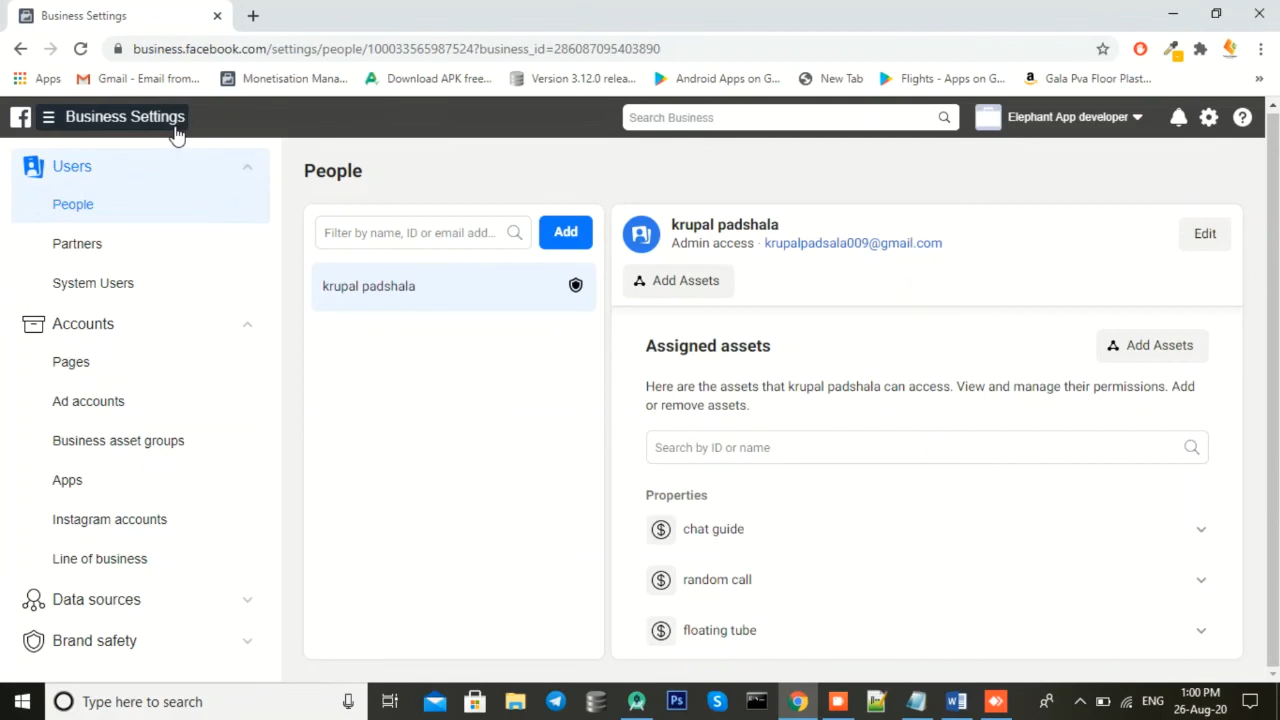 Business Settings
business.facebook.com/settings/people/100033565987524?business_id=286087095403890
Apps
Gmail - Email from...
Monetisation Mana...
Download APK free...
Version 3.12.0 relea...
Android Apps on G...
New Tab
Flights - Apps on G...
Gala Pva Floor Plast...
»
Business Settings
Search Business
Elephant App developer
Users
People
Partners
System Users
Accounts
Pages
Ad accounts
Business asset groups
Apps
Instagram accounts
Line of business
Data sources
Brand safety
People
Filter by name, ID or email add...
Add
krupal padshala
krupal padshala
Admin access · krupalpadsala009@gmail.com
Edit
Add Assets
Assigned assets
Add Assets
Here are the assets that krupal padshala can access. View and manage their permissions. Add
or remove assets.
Search by ID or name
Properties
chat guide
random call
floating tube
Type here to search
ENG
1:00 PM
26-Aug-20